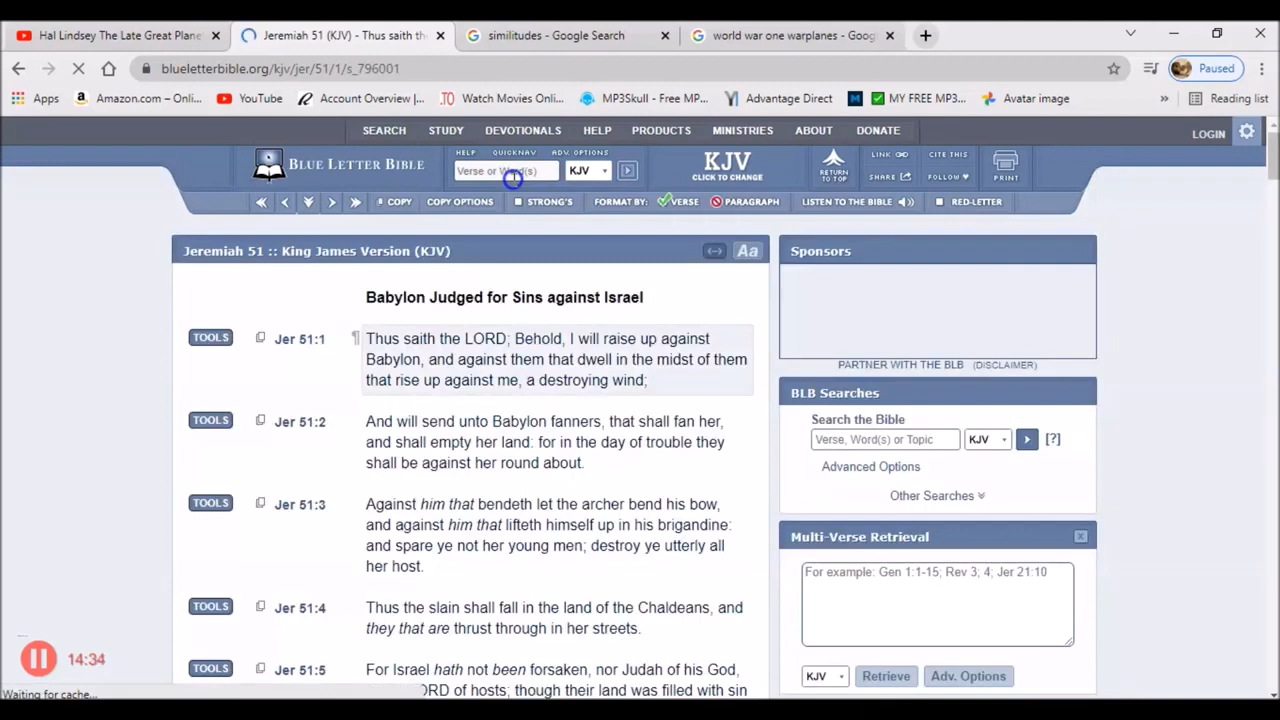 Hal Lindsey The Late Great Plane
Jeremiah 51 (KJV) - Thus saith th
similitudes - Google Search
world war one warplanes - Goog
blueletterbible.org/kjv/jer/51/1/s_796001
Paused
Apps
Amazon.com – Onli...
YouTube
Account Overview |...
Watch Movies Onli...
MP3Skull - Free MP...
Advantage Direct
MY FREE MP3...
Avatar image
»
Reading list
SEARCH STUDY DEVOTIONALS HELP PRODUCTS MINISTRIES ABOUT DONATE
LOGIN
BLUE LETTER BIBLE
HELP QUICKNAV ADV. OPTIONS
Verse or Word(s)
KJV
KJV
CLICK TO CHANGE
RETURN
TO TOP
LINK
CITE THIS
SHARE
FOLLOW
PRINT
COPY
COPY OPTIONS
STRONG'S
FORMAT BY: VERSE PARAGRAPH
LISTEN TO THE BIBLE
RED-LETTER
Jeremiah 51 :: King James Version (KJV)
Aa
Babylon Judged for Sins against Israel
TOOLS Jer 51:1 ¶ Thus saith the LORD; Behold, I will raise up against
Babylon, and against them that dwell in the midst of them
that rise up against me, a destroying wind;
TOOLS Jer 51:2 And will send unto Babylon fanners, that shall fan her,
and shall empty her land: for in the day of trouble they
shall be against her round about.
TOOLS Jer 51:3 Against him that bendeth let the archer bend his bow,
and against him that lifteth himself up in his brigandine:
and spare ye not her young men; destroy ye utterly all
her host.
TOOLS Jer 51:4 Thus the slain shall fall in the land of the Chaldeans, and
they that are thrust through in her streets.
TOOLS Jer 51:5 For Israel hath not been forsaken, nor Judah of his God,
ORD of hosts; though their land was filled with sin
Sponsors
PARTNER WITH THE BLB (DISCLAIMER)
BLB Searches
Search the Bible
Verse, Word(s) or Topic
KJV
[?]
Advanced Options
Other Searches
Multi-Verse Retrieval
For example: Gen 1:1-15; Rev 3; 4; Jer 21:10
KJV
Retrieve
Adv. Options
14:34
Waiting for cache...